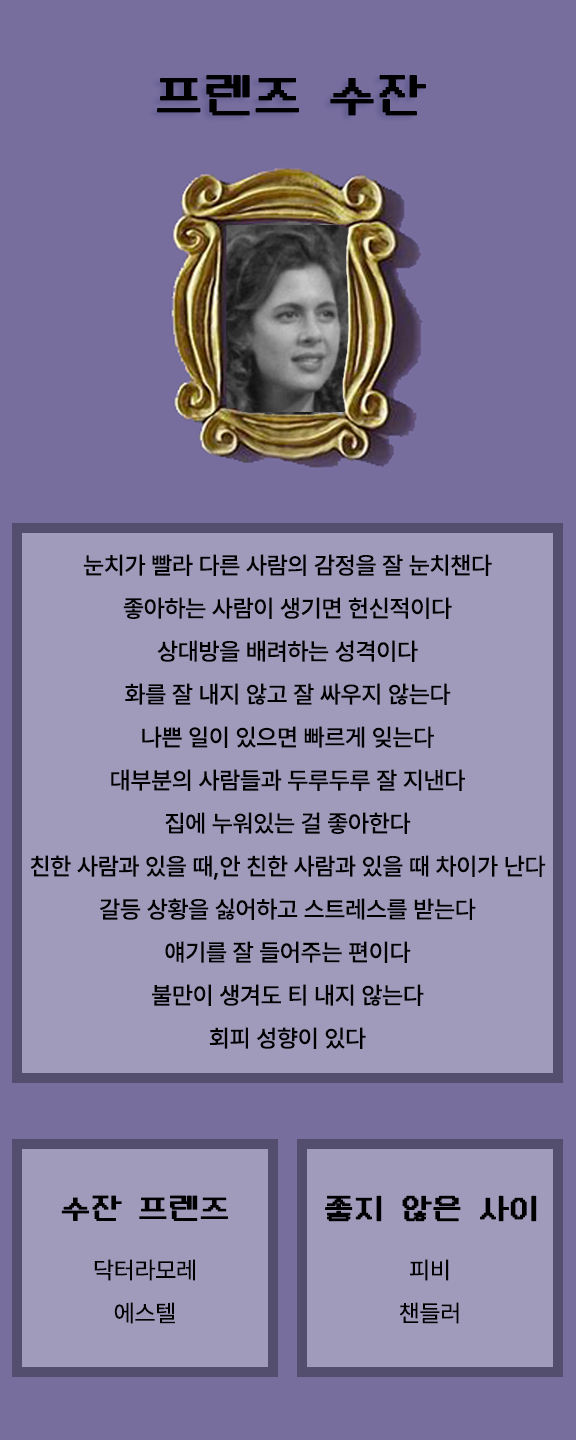 프렌즈 수잔
눈치가 빨라 다른 사람의 감정을 잘 눈치챈다
좋아하는 사람이 생기면 헌신적이다
상대방을 배려하는 성격이다
화를 잘 내지 않고 잘 싸우지 않는다
나쁜 일이 있으면 빠르게 잊는다
대부분의 사람들과 두루두루 잘 지낸다
집에 누워있는 걸 좋아한다
친한 사람과 있을 때,안 친한 사람과 있을 때 차이가 난다
갈등 상황을 싫어하고 스트레스를 받는다
얘기를 잘 들어주는 편이다
불만이 생겨도 티 내지 않는다
회피 성향이 있다
수잔 프렌즈
닥터라모레
에스텔
좋지 않은 사이
피비
챈들러